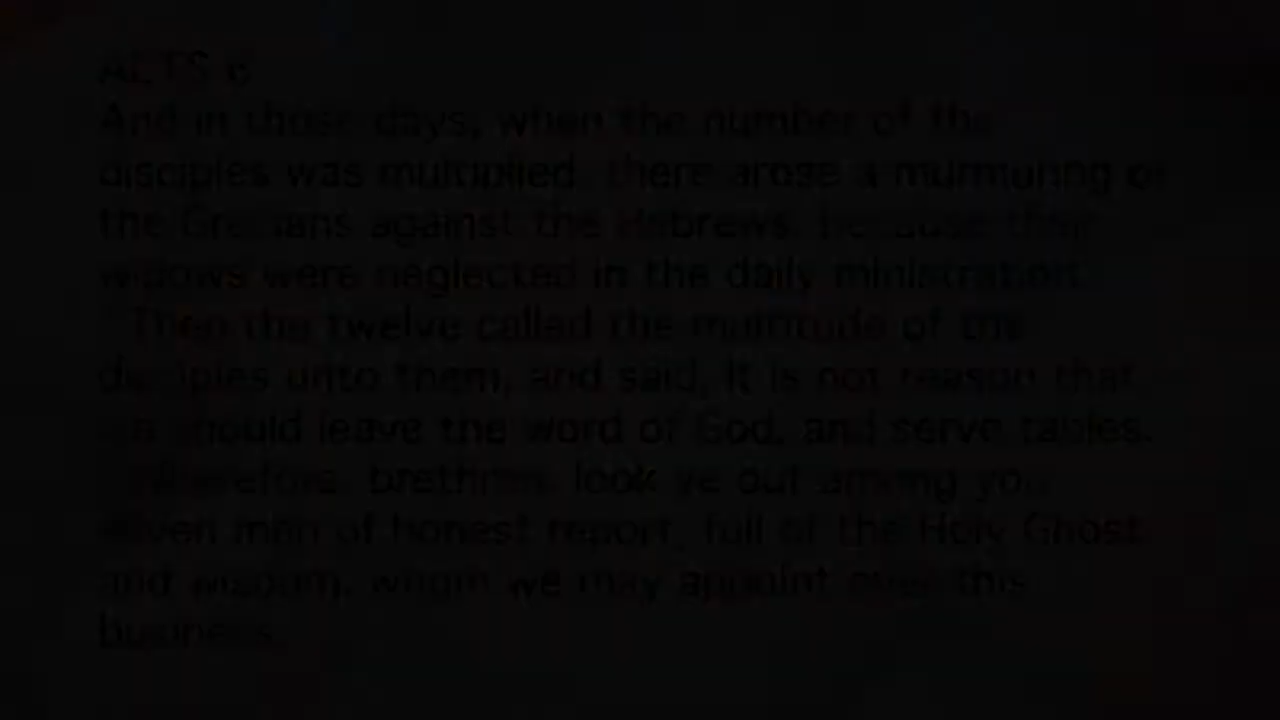 ACTS 6
And in those days, when the number of the
disciples was multiplied, there arose a murmuring of
the Grecians against the Hebrews, because their
widows were neglected in the daily ministration.
Then the twelve called the multitude of the
disciples unto them, and said, It is not reason that
we should leave the word of God, and serve tables.
Wherefore, brethren, look ye out among you
seven men of honest report, full of the Holy Ghost
and wisdom, whom we may appoint over this
business.